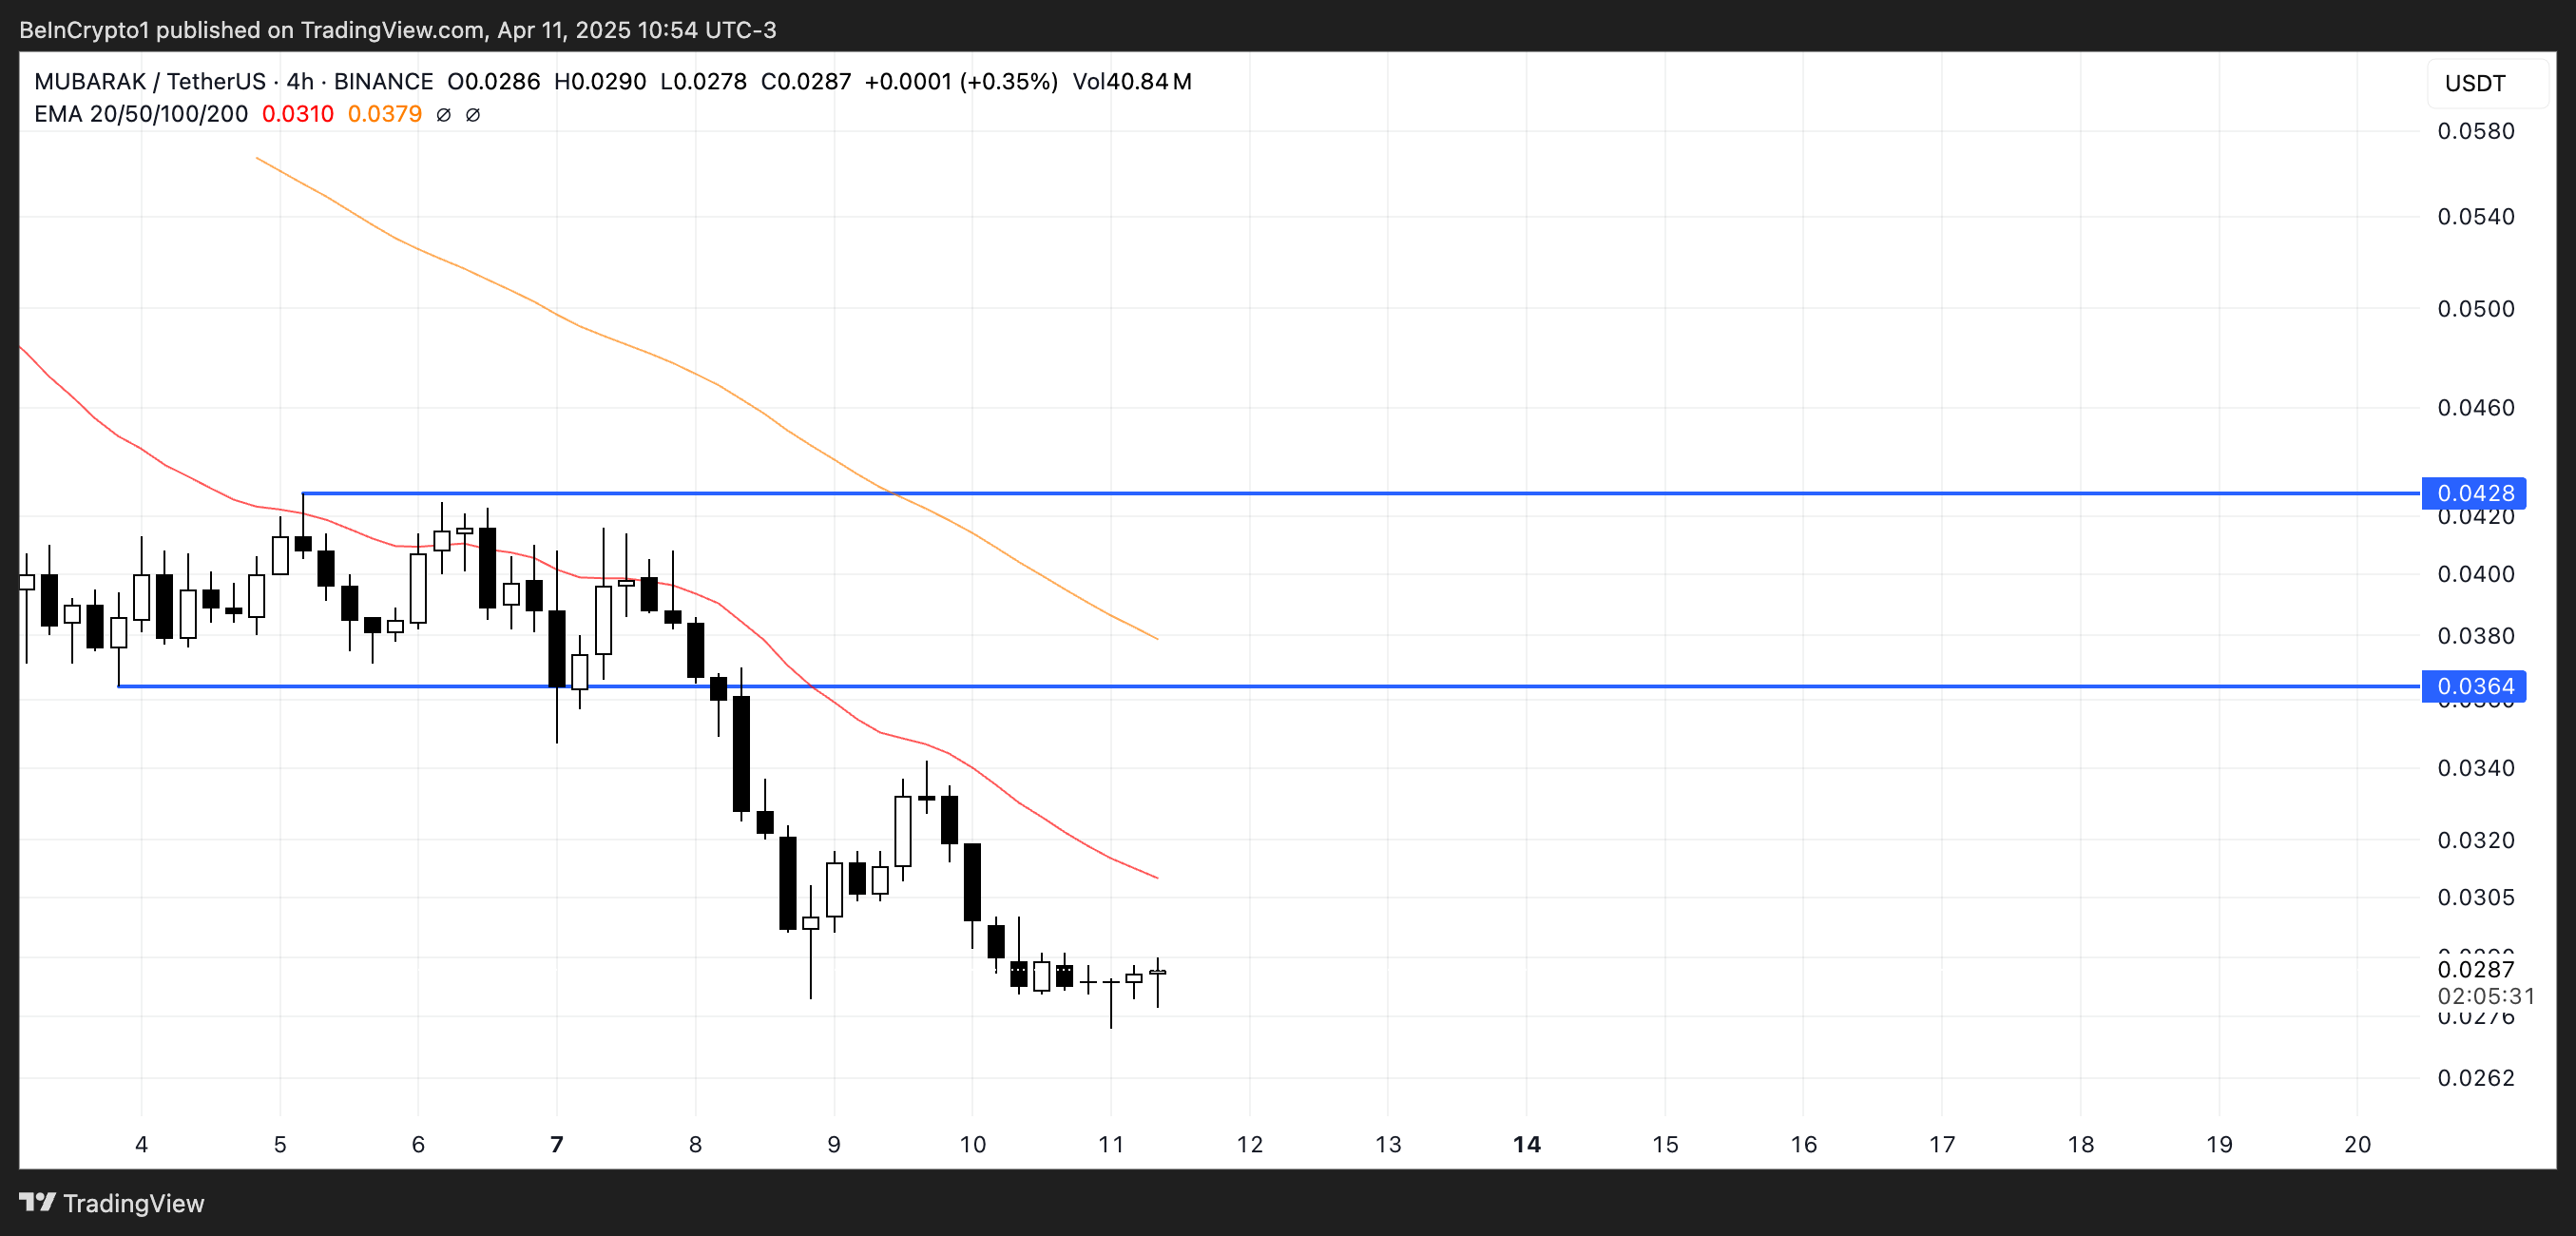 BeInCrypto1 published on TradingView.com, Apr 11, 2025 10:54 UTC-3
MUBARAK / TetherUS · 4h · BINANCE O0.0286 H0.0290 L0.0278 C0.0287 +0.0001 (+0.35%) Vol40.84 M
EMA 20/50/100/200 0.0310 0.0379 ∅ ∅
USDT
0.0580
0.0540
0.0500
0.0460
0.0428
0.0420
0.0400
0.0380
0.0364
0.0340
0.0320
0.0305
0.0287
02:05:31
0.0276
0.0262
4 5 6 7 8 9 10 11 12 13 14 15 16 17 18 19 20
TradingView